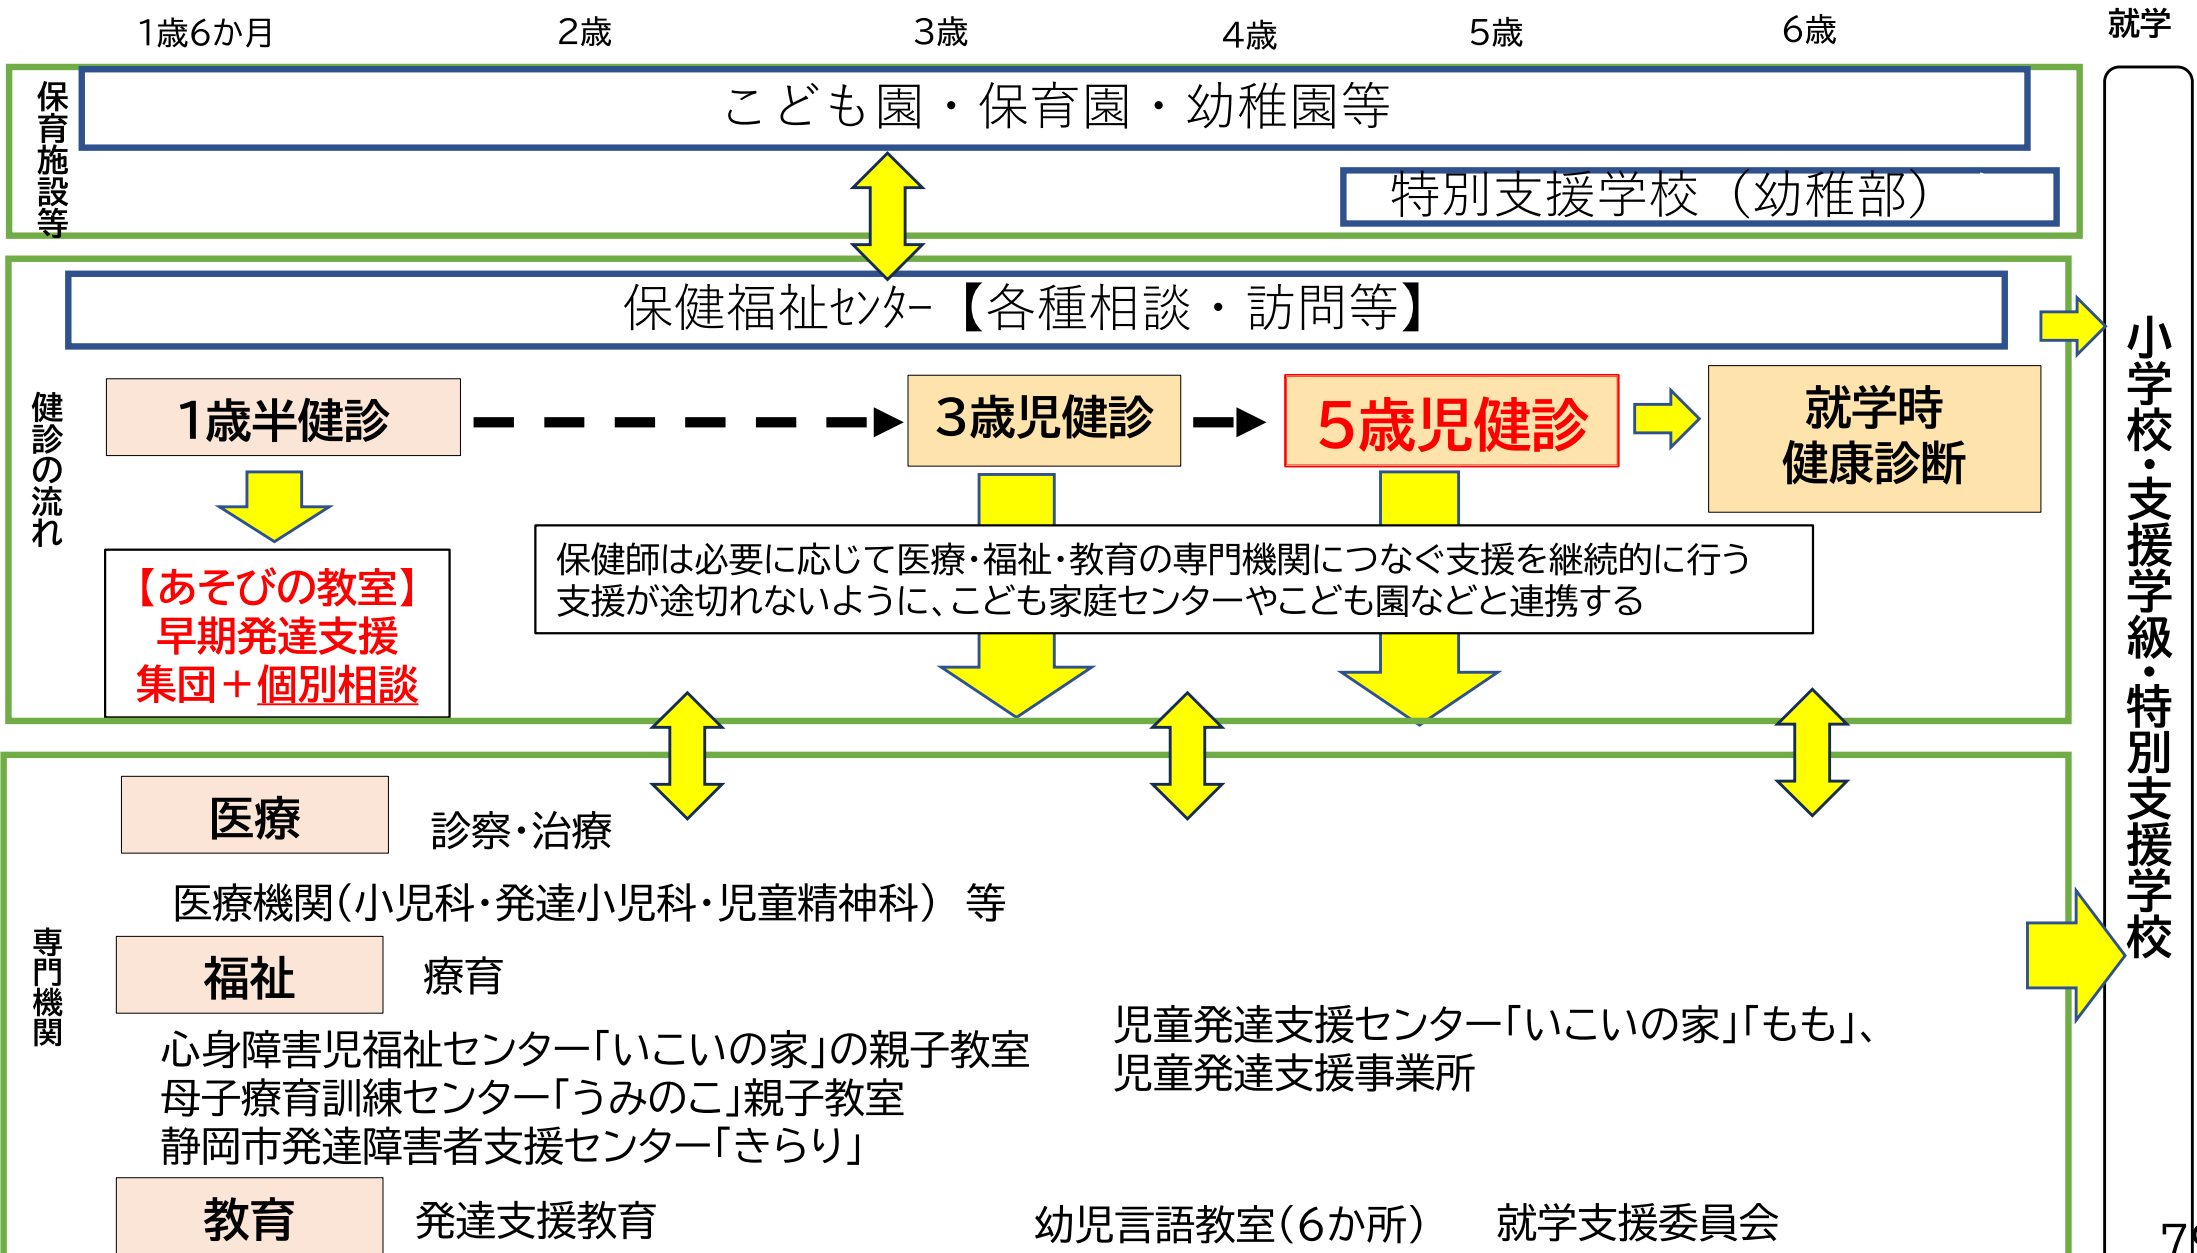 1歳6か月
2歳
3歳
4歳
5歳
6歳
就学
保育施設等
こども園・保育園・幼稚園等
特別支援学校（幼稚部）
保健福祉ｾﾝﾀｰ【各種相談・訪問等】
健診の流れ
1歳半健診
3歳児健診
5歳児健診
就学時
健康診断
【あそびの教室】
早期発達支援
集団＋個別相談
保健師は必要に応じて医療・福祉・教育の専門機関につなぐ支援を継続的に行う
支援が途切れないように、こども家庭センターやこども園などと連携する
小学校・支援学級・特別支援学校
専門機関
医療
診察・治療
医療機関（小児科・発達小児科・児童精神科） 等
福祉
療育
心身障害児福祉センター「いこいの家」の親子教室
母子療育訓練センター「うみのこ」親子教室
静岡市発達障害者支援センター「きらり」
児童発達支援センター「いこいの家」「もも」、
児童発達支援事業所
教育
発達支援教育
幼児言語教室（6か所）
就学支援委員会